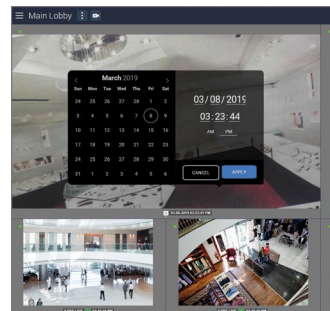 Main Lobby
March 2019
Sun Mon Tue Wed Thu Fri Sat
24 25 26 27 28 1 2
3 4 5 6 7 8 9
10 11 12 13 14 15 16
17 18 19 20 21 22 23
24 25 26 27 28 29 30
31 1 2 3 4 5 6
03/08/2019
03:23:44
AM PM
CANCEL APPLY